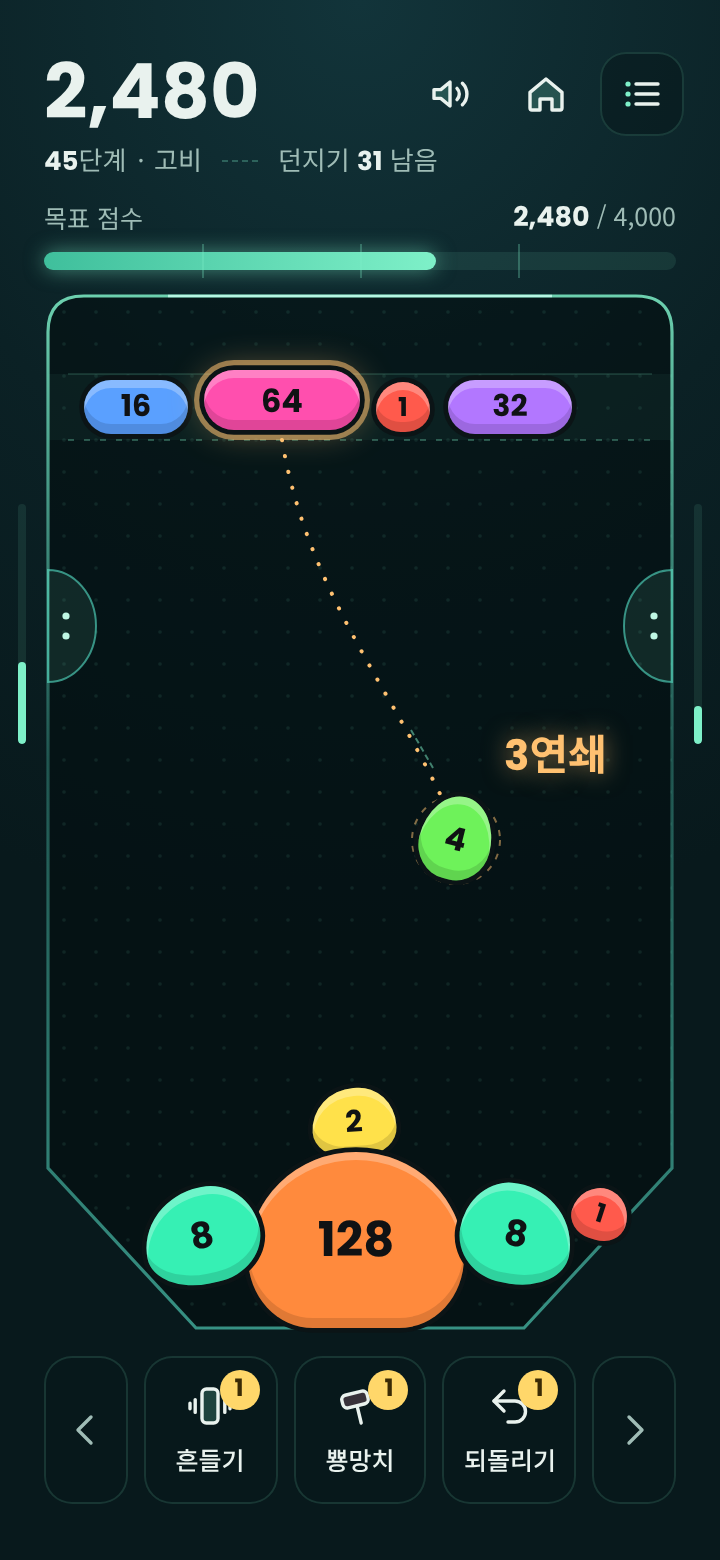 2,480
45단계 · 고비 ---- 던지기 31 남음
목표 점수 2,480 / 4,000
16 64 1 32
3연쇄
4
2
8 128 8 1
1 1 1
흔들기 뿅망치 되돌리기